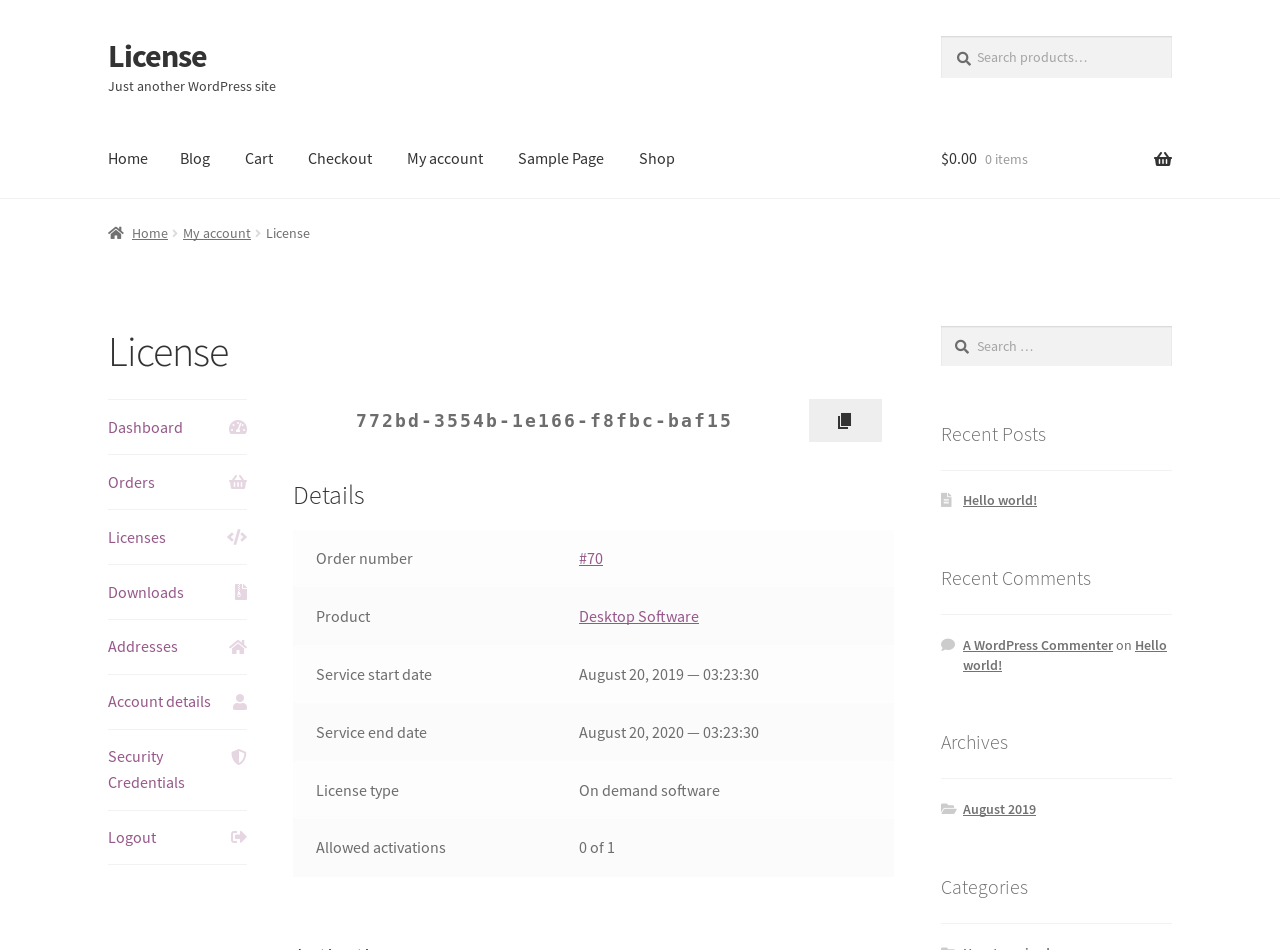 License
Just another WordPress site
Search products…
Home Blog Cart Checkout My account Sample Page Shop
$0.00 0 items
Home My account License
License
Dashboard
Orders
Licenses
Downloads
Addresses
Account details
Security
Credentials
Logout
772bd-3554b-1e166-f8fbc-baf15
Details
Order number #70
Product Desktop Software
Service start date August 20, 2019 — 03:23:30
Service end date August 20, 2020 — 03:23:30
License type On demand software
Allowed activations 0 of 1
Search …
Recent Posts
Hello world!
Recent Comments
A WordPress Commenter on Hello
world!
Archives
August 2019
Categories